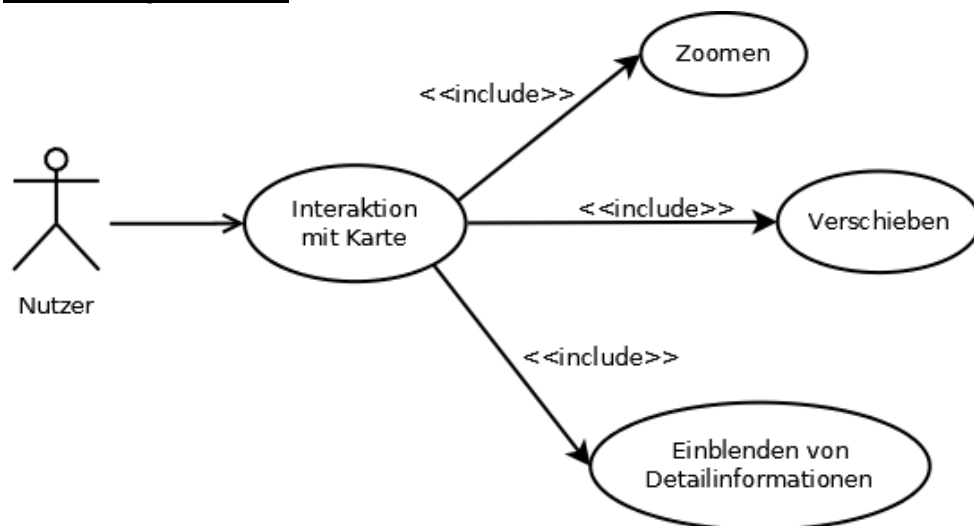 Zoomen
<<include>>
Interaktion
mit Karte
<<include>>
Verschieben
Nutzer
<<include>>
Einblenden von
Detailinformationen